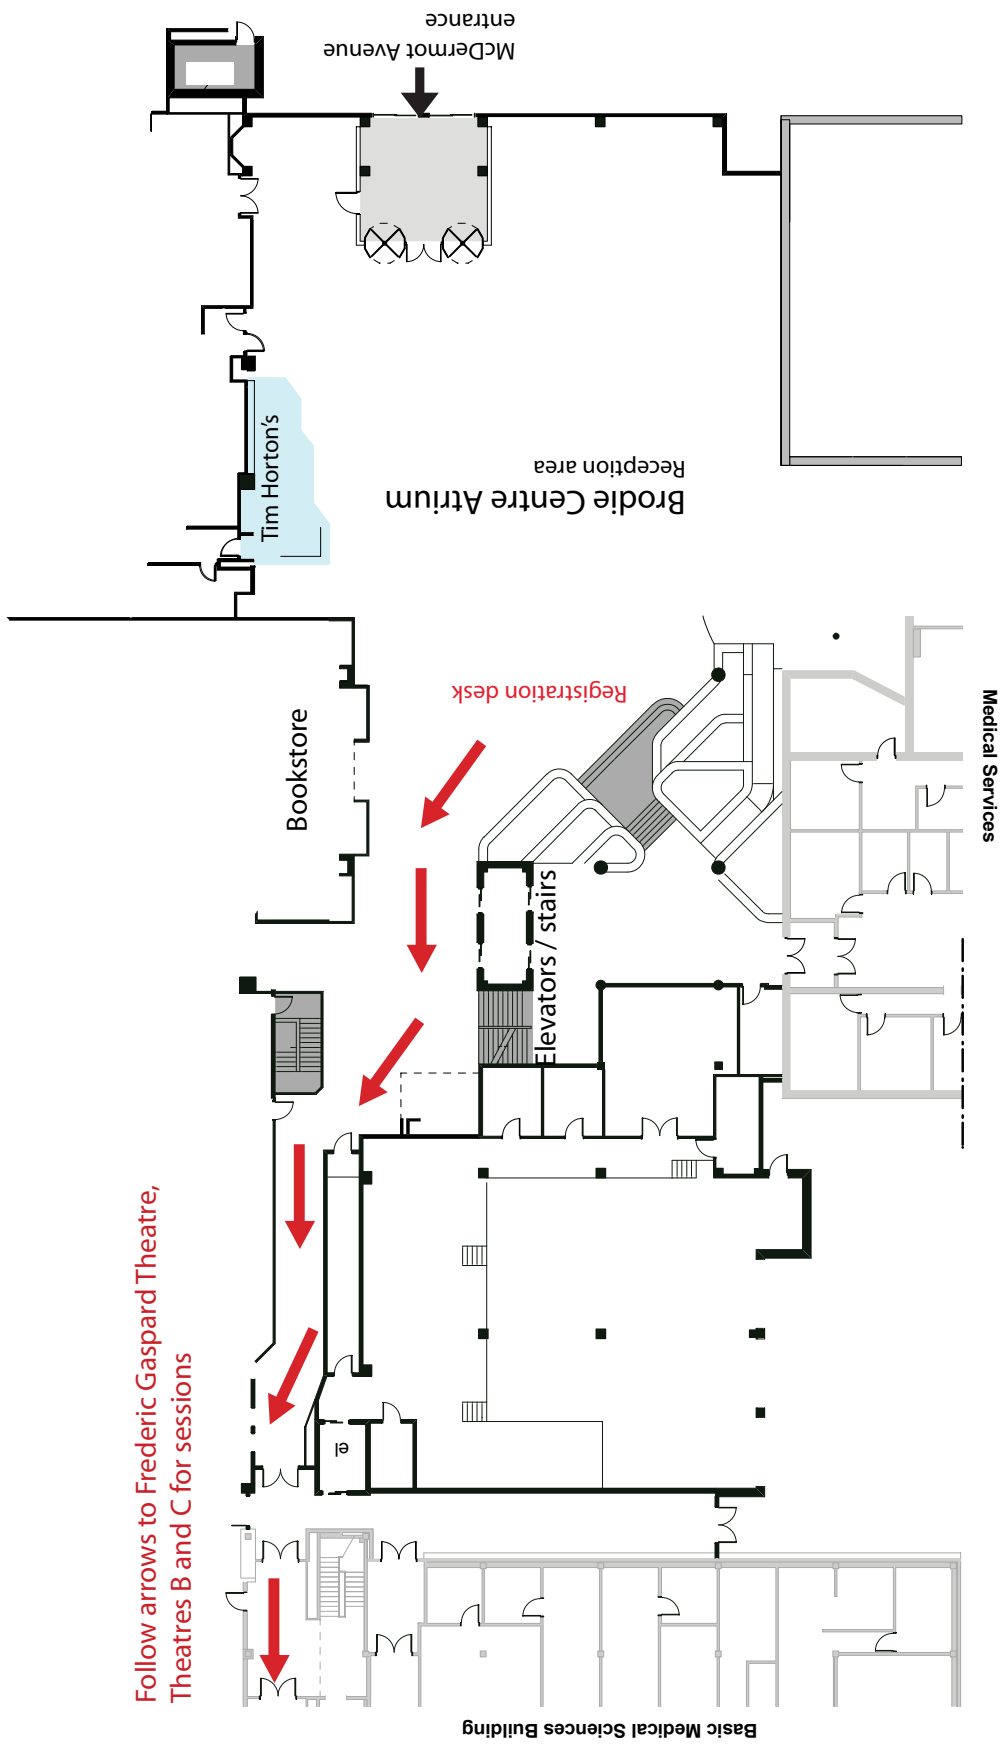 McDermot Avenue
entrance
Tim Horton's
Reception area
Brodie Centre Atrium
Registration desk
Medical Services
Bookstore
Elevators / stairs
Follow arrows to Frederic Gaspard Theatre,
Theatres B and C for sessions
el
Basic Medical Sciences Building